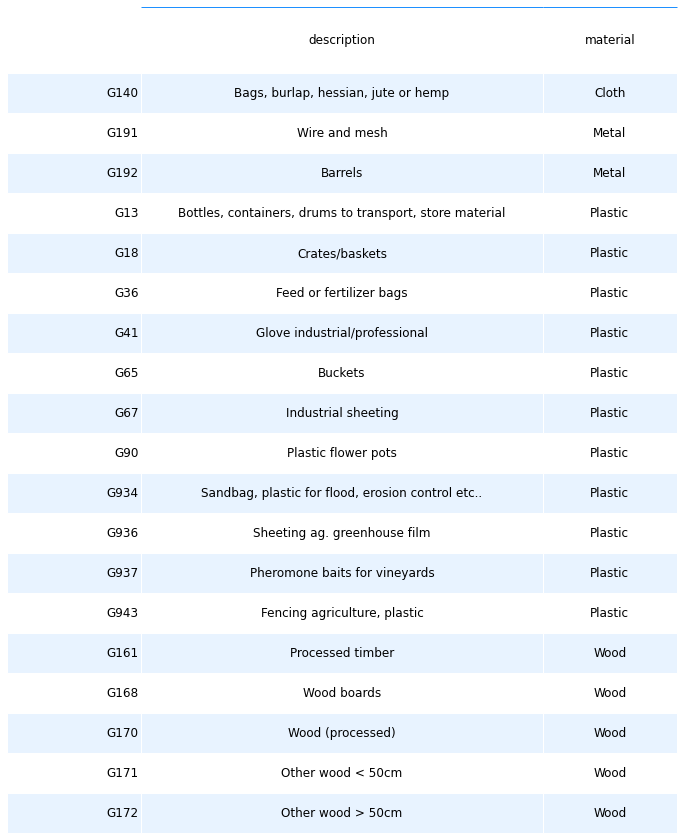 description material
G140 Bags, burlap, hessian, jute or hemp Cloth
G191 Wire and mesh Metal
G192 Barrels Metal
G13 Bottles, containers, drums to transport, store material Plastic
G18 Crates/baskets Plastic
G36 Feed or fertilizer bags Plastic
G41 Glove industrial/professional Plastic
G65 Buckets Plastic
G67 Industrial sheeting Plastic
G90 Plastic flower pots Plastic
G934 Sandbag, plastic for flood, erosion control etc.. Plastic
G936 Sheeting ag. greenhouse film Plastic
G937 Pheromone baits for vineyards Plastic
G943 Fencing agriculture, plastic Plastic
G161 Processed timber Wood
G168 Wood boards Wood
G170 Wood (processed) Wood
G171 Other wood < 50cm Wood
G172 Other wood > 50cm Wood